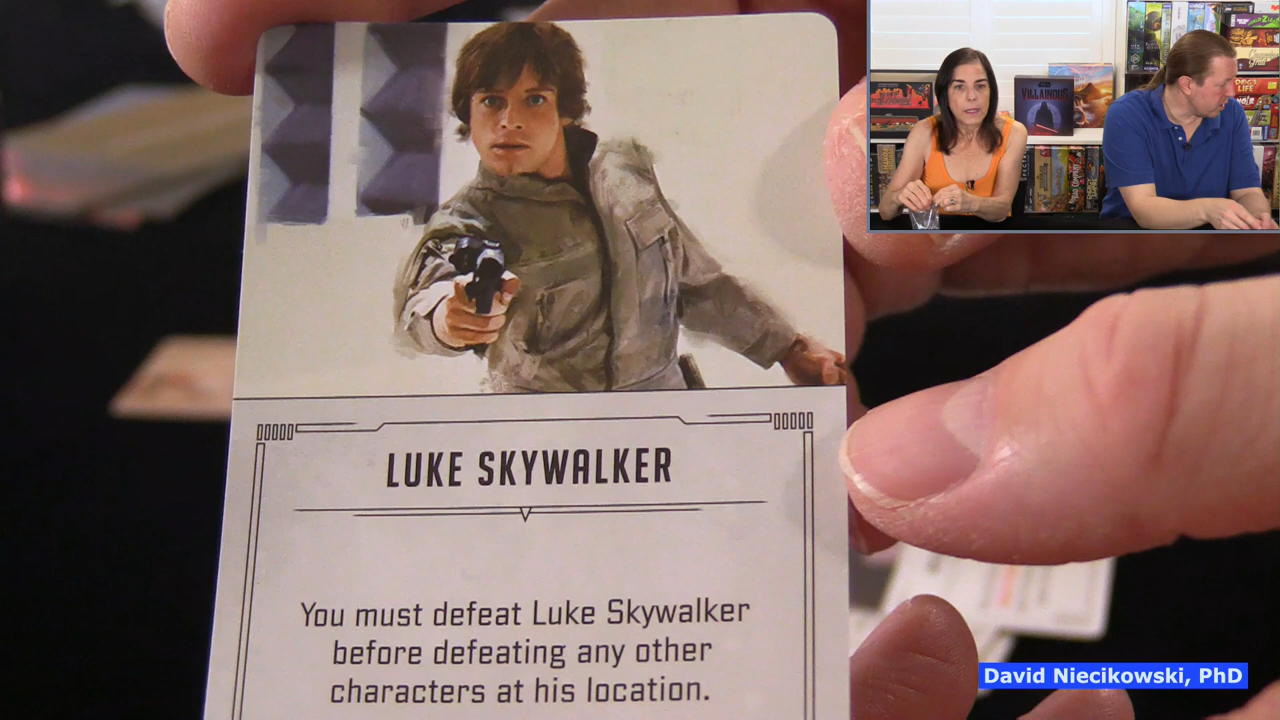 LUKE SKYWALKER
You must defeat Luke Skywalker
before defeating any other
characters at his location.
VILLAINOUS
David Niecikowski, PhD